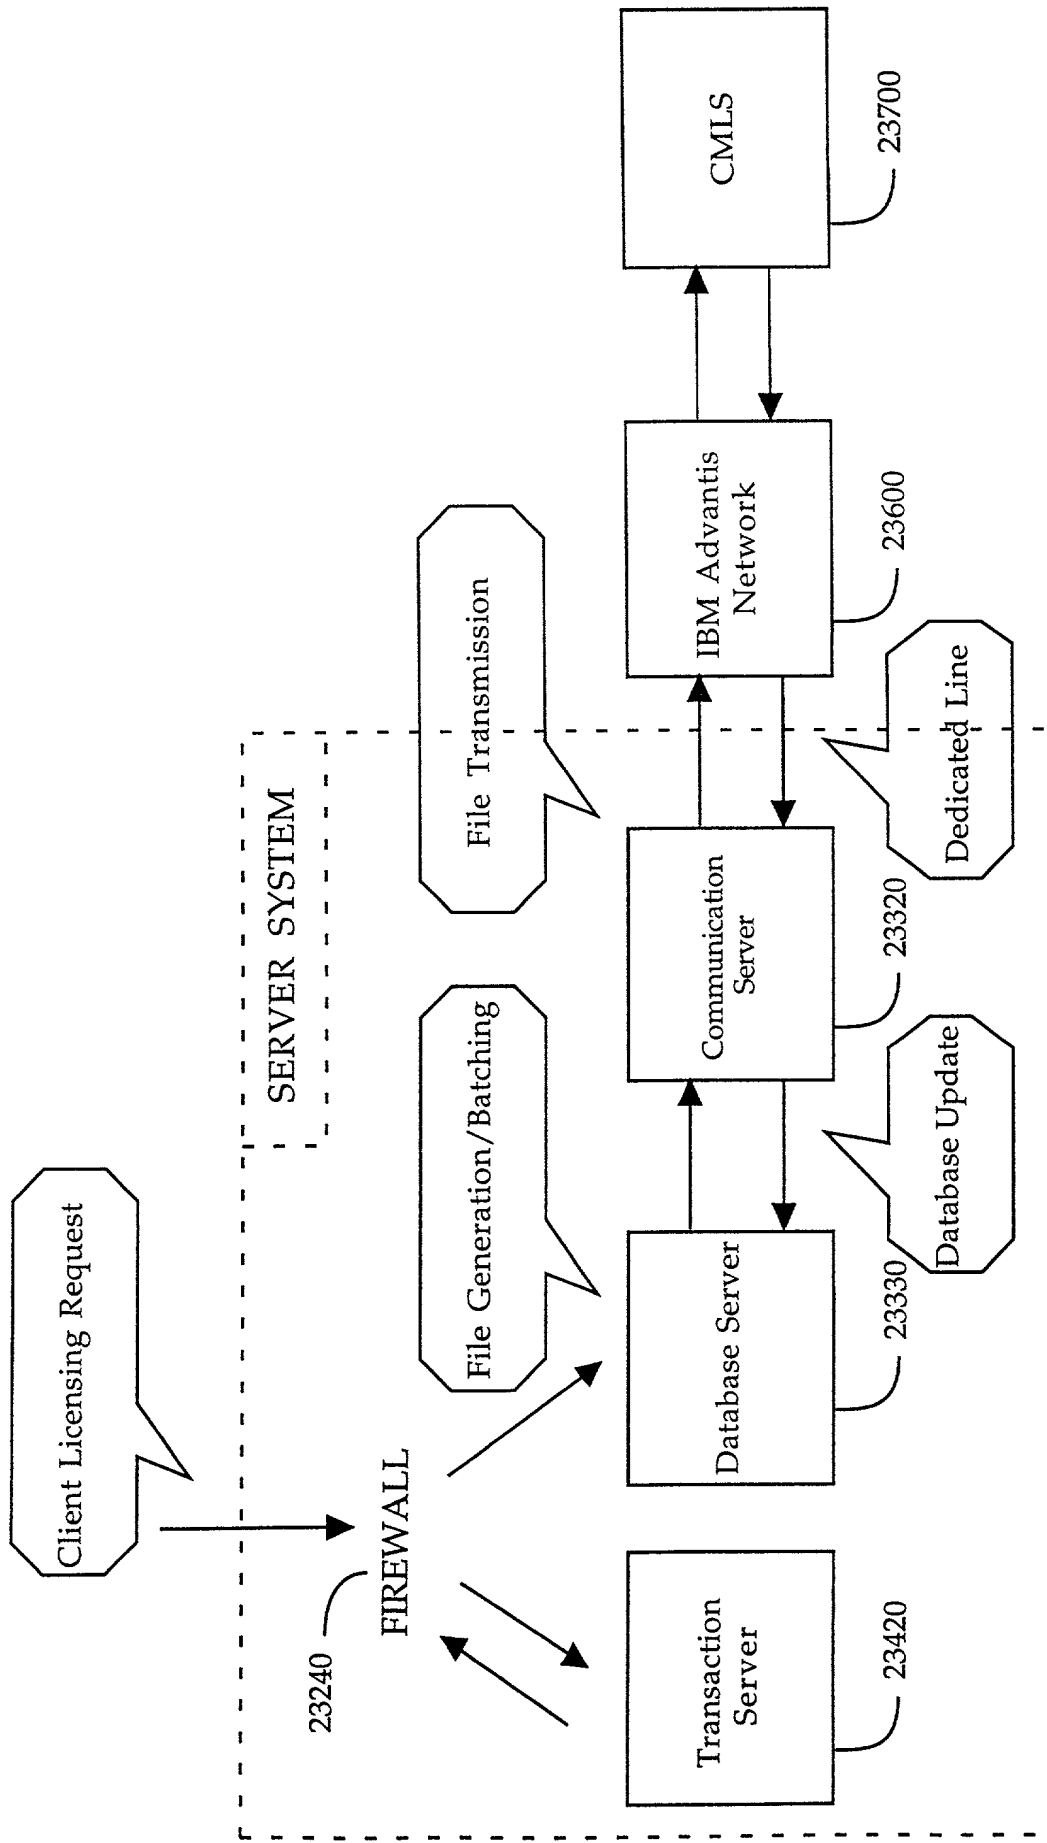 Client Licensing Request
SERVER SYSTEM
23240
FIREWALL
File Generation/Batching
File Transmission
Transaction
Server
23420
Database Server
23330
Database Update
Communication
Server
23320
Dedicated Line
IBM Advantis
Network
23600
CMLS
23700